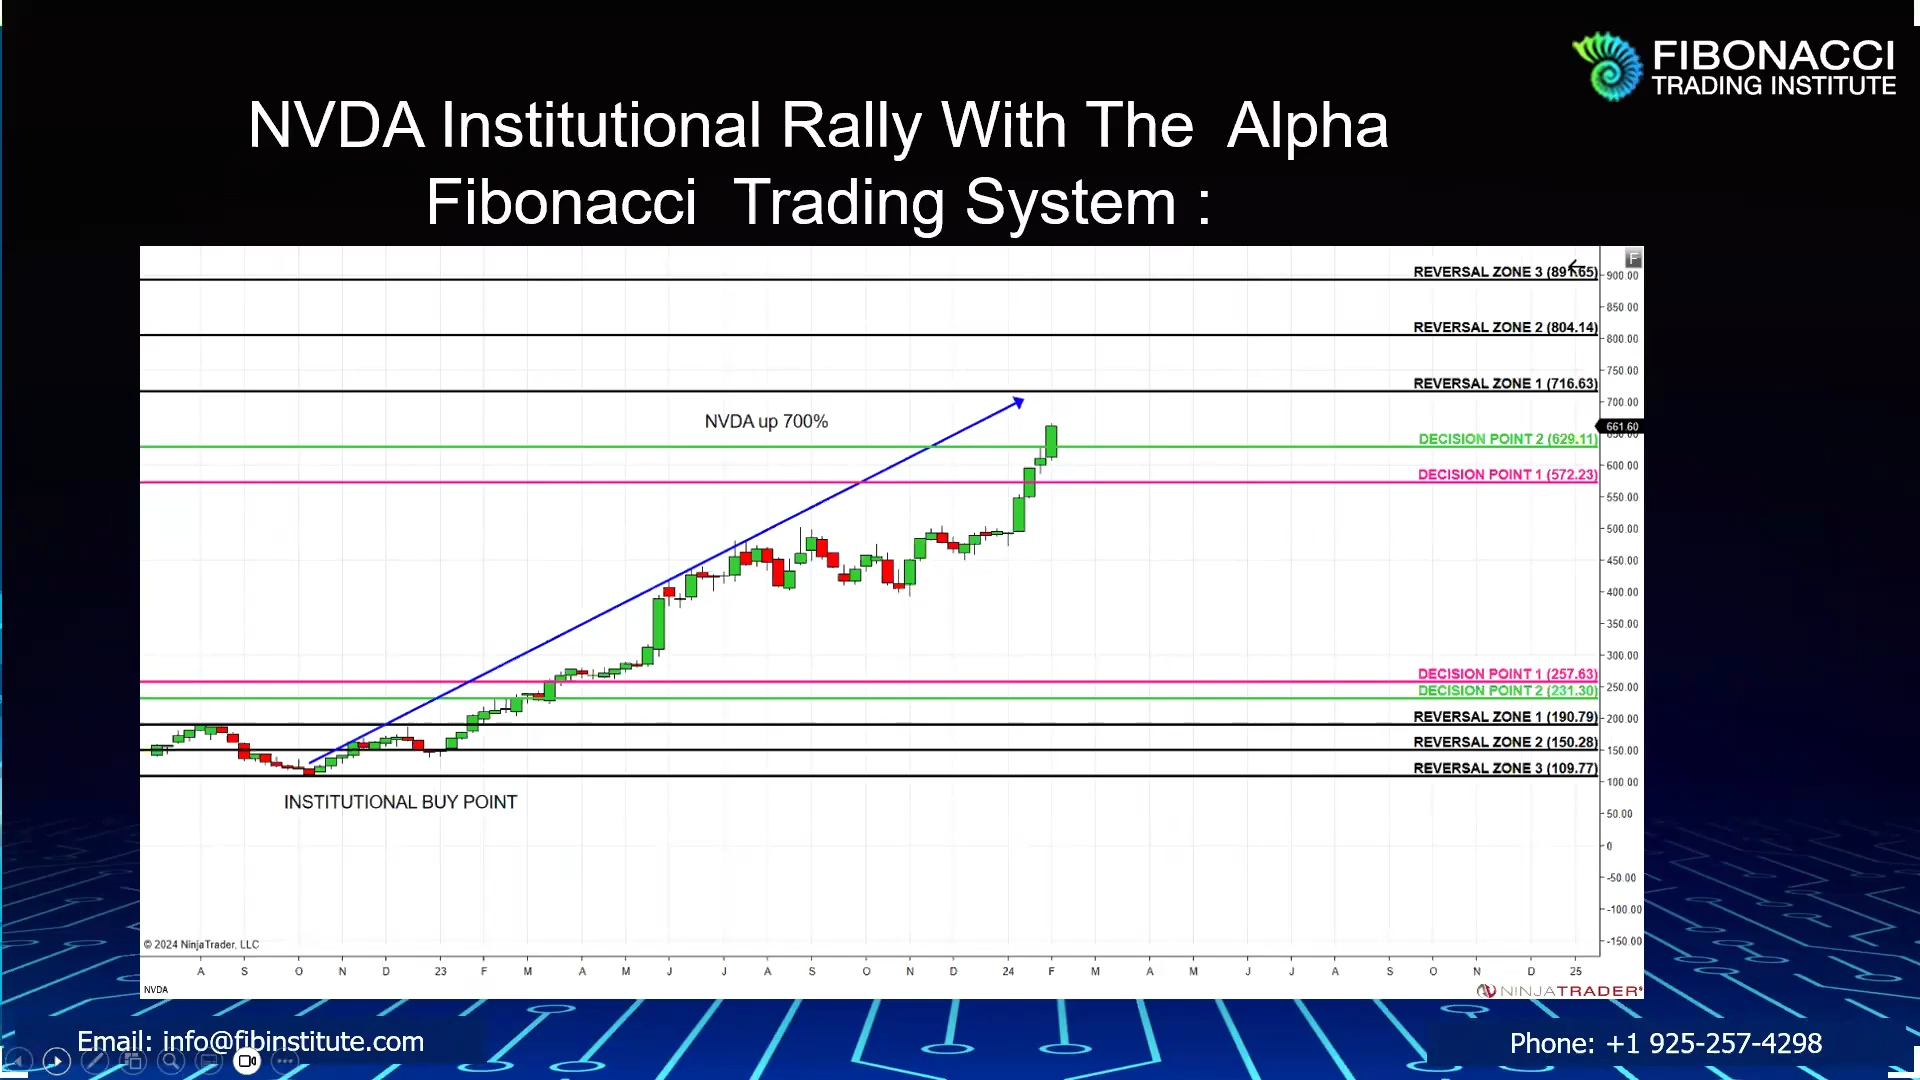 FIBONACCI
TRADING INSTITUTE
NVDA Institutional Rally With The  Alpha
Fibonacci  Trading System :
F
REVERSAL ZONE 3 (891.65)
900.00
850.00
REVERSAL ZONE 2 (804.14)
800.00
750.00
REVERSAL ZONE 1 (716.63)
700.00
NVDA up 700%
661.60
DECISION POINT 2 (629.11)
600.00
DECISION POINT 1 (572.23)
550.00
500.00
450.00
400.00
350.00
300.00
DECISION POINT 1 (257.63)
250.00
DECISION POINT 2 (231.30)
REVERSAL ZONE 1 (190.79)
200.00
REVERSAL ZONE 2 (150.28)
150.00
REVERSAL ZONE 3 (109.77)
100.00
INSTITUTIONAL BUY POINT
50.00
0
-50.00
-100.00
-150.00
© 2024 NinjaTrader, LLC
A S O N D 23 F M A M J J A S O N D 24 F M A M J J A S O N D 25
NVDA
NINJATRADER
Email: info@fibinstitute.com
Phone: +1 925-257-4298